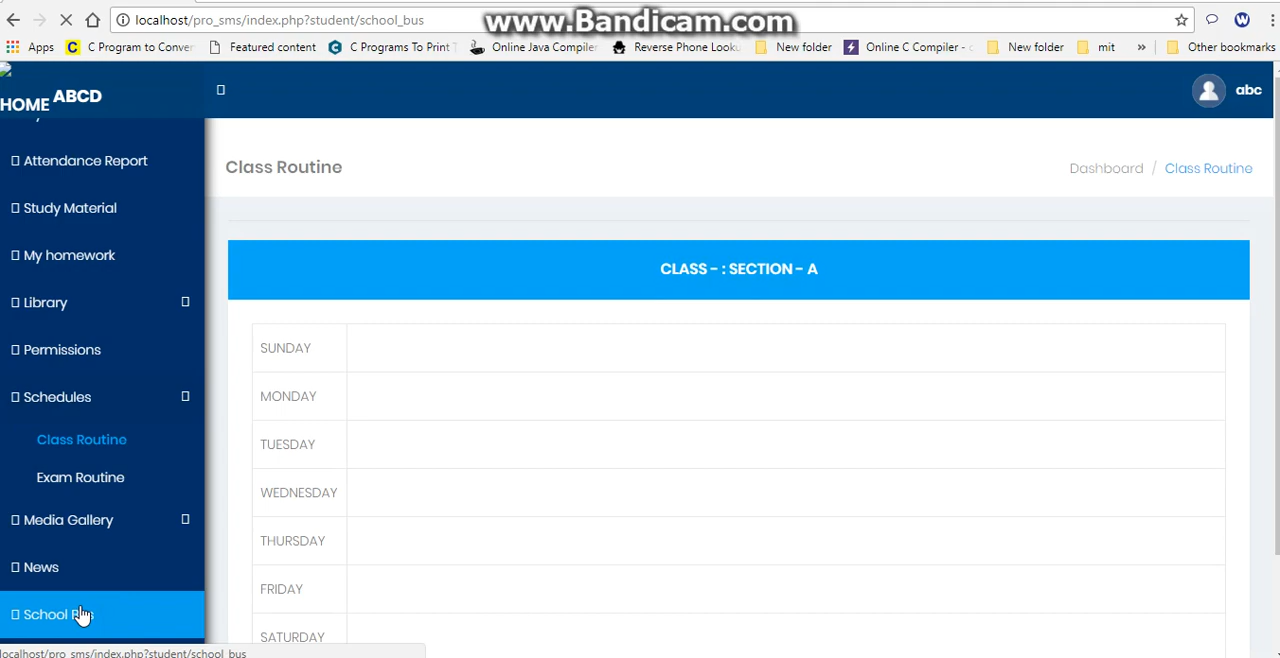 localhost/pro_sms/index.php?student/school_bus
www.Bandicam.com
Apps
C Program to Conver
Featured content
C Programs To Print
Online Java Compiler
Reverse Phone Looku
New folder
Online C Compiler -
New folder
mit
»
Other bookmarks
HOME ABCD
abc
Attendance Report
Study Material
My homework
Library
Permissions
Schedules
Class Routine
Exam Routine
Media Gallery
News
School
Class Routine
Dashboard / Class Routine
CLASS - : SECTION - A
SUNDAY
MONDAY
TUESDAY
WEDNESDAY
THURSDAY
FRIDAY
SATURDAY
localhost/pro_sms/index.php?student/school_bus